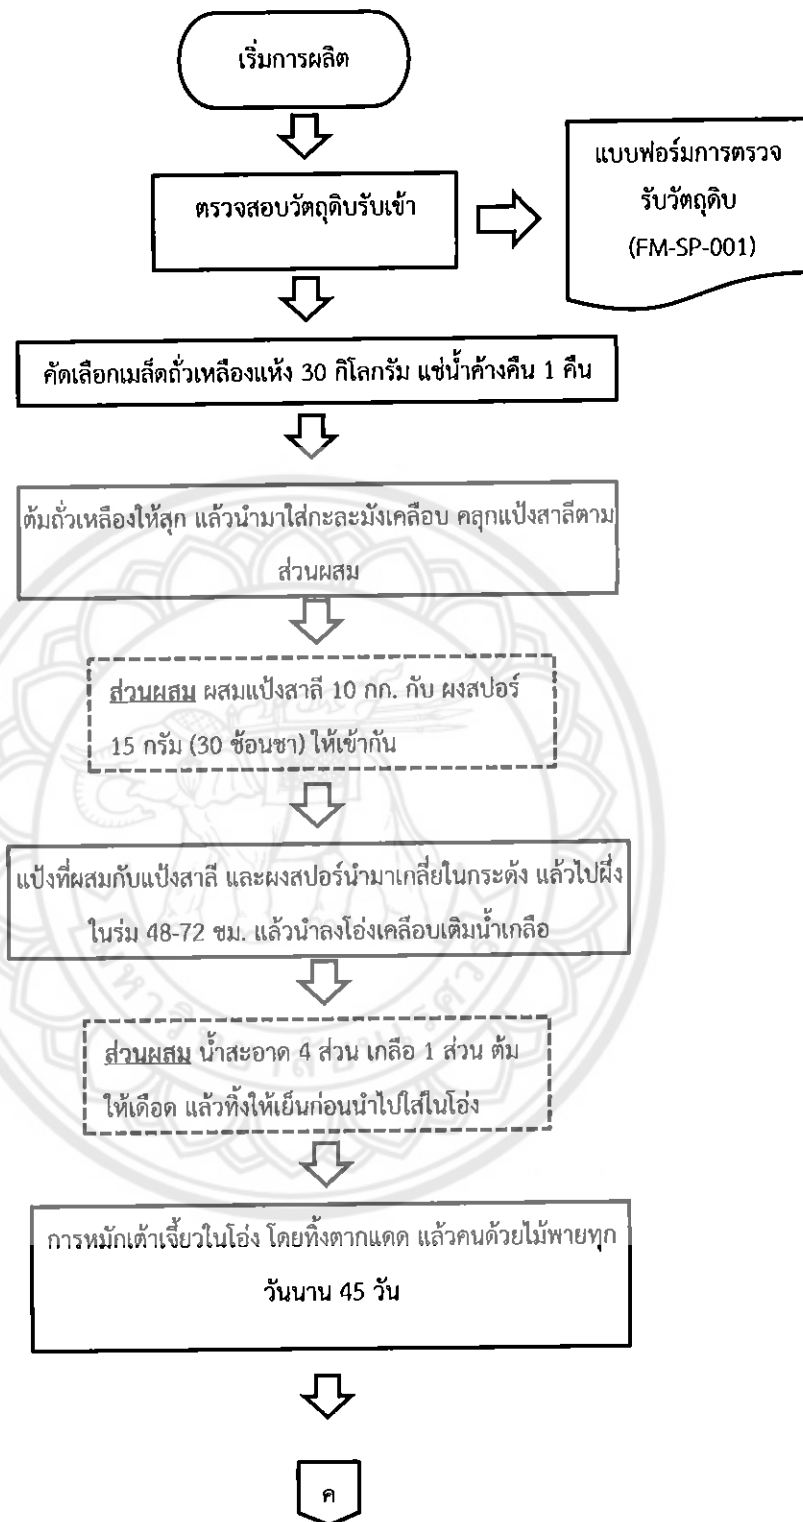 เริ่มการผลิต
ตรวจสอบวัตถุดิบรับเข้า
แบบฟอร์มการตรวจ
รับวัตถุดิบ
(FM-SP-001)
คัดเลือกเมล็ดถั่วเหลืองแห้ง 30 กิโลกรัม แช่น้ำค้างคืน 1 คืน
ต้มถั่วเหลืองให้สุก แล้วนำมาใส่กะละมังเคลือบ คลุกแป้งสาลีตาม
ส่วนผสม
ส่วนผสม ผสมแป้งสาลี 10 กก. กับ ผงสปอร์
15 กรัม (30 ช้อนชา) ให้เข้ากัน
แป้งที่ผสมกับแป้งสาลี และผงสปอร์นำมาเกลี่ยในกระด้ง แล้วไปผึ่ง
ในร่ม 48-72 ชม. แล้วนำลงโอ่งเคลือบเติมน้ำเกลือ
ส่วนผสม น้ำสะอาด 4 ส่วน เกลือ 1 ส่วน ต้ม
ให้เดือด แล้วทิ้งให้เย็นก่อนนำไปใส่ในโอ่ง
การหมักเต้าเจี้ยวในโอ่ง โดยทิ้งตากแดด แล้วคนด้วยไม้พายทุก
วันนาน 45 วัน
ค